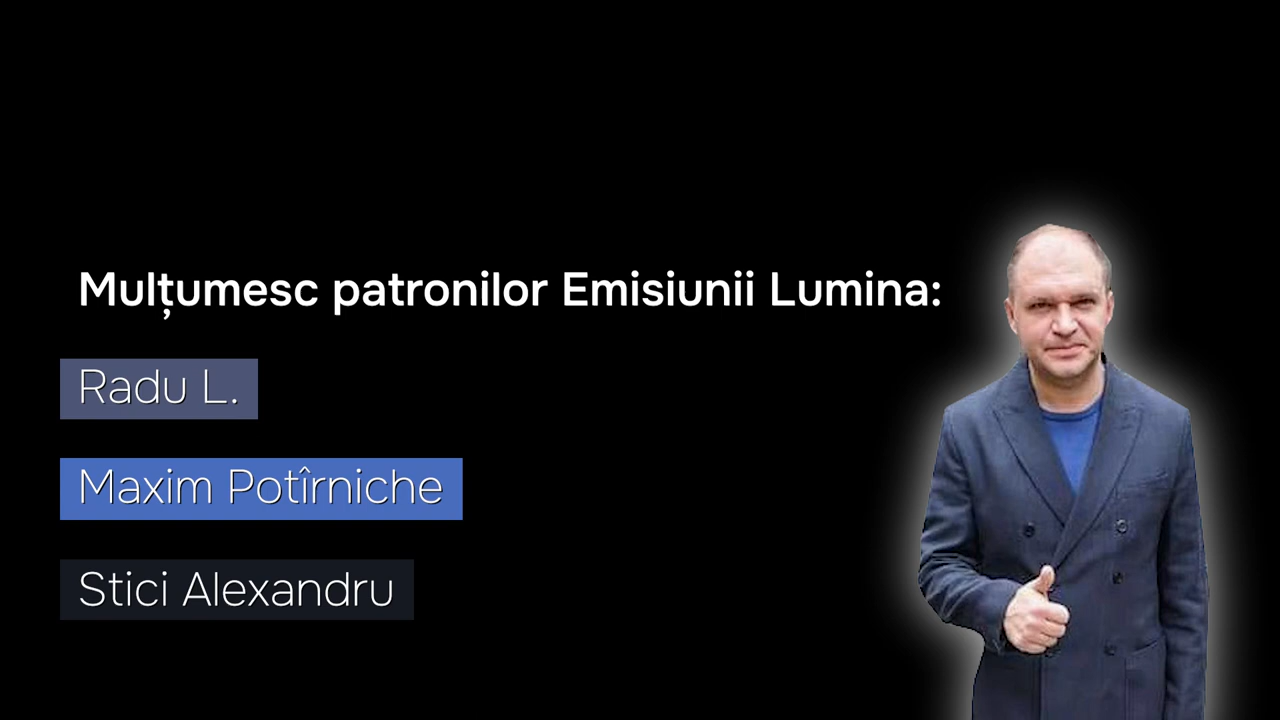 Mulțumesc patronilor Emisiunii Lumina:
Radu L.
Maxim Potîrniche
Stici Alexandru